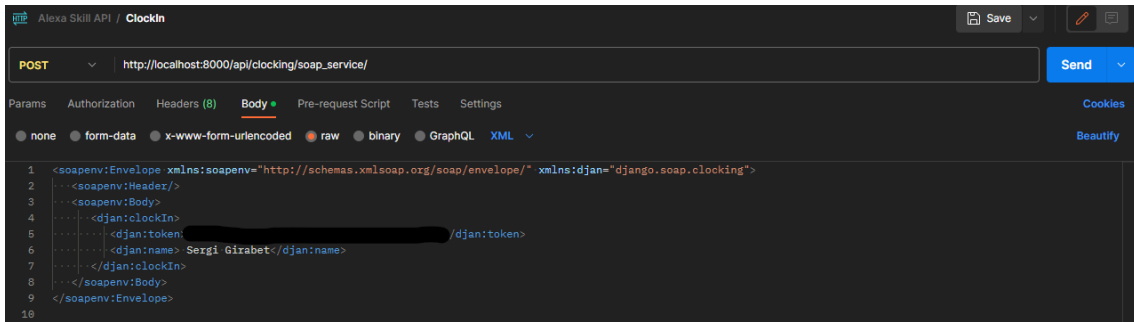 HTTP Alexa Skill API / ClockIn Save
POST http://localhost:8000/api/clocking/soap_service/ Send
Params Authorization Headers (8) Body Pre-request Script Tests Settings Cookies
none form-data x-www-form-urlencoded raw binary GraphQL XML Beautify
1 <soapenv:Envelope xmlns:soapenv="http://schemas.xmlsoap.org/soap/envelope/" xmlns:djan="django.soap.clocking">
2 <soapenv:Header/>
3 <soapenv:Body>
4 <djan:clockIn>
5 <djan:token /djan:token>
6 <djan:name> Sergi Girabet</djan:name>
7 </djan:clockIn>
8 </soapenv:Body>
9 </soapenv:Envelope>
10